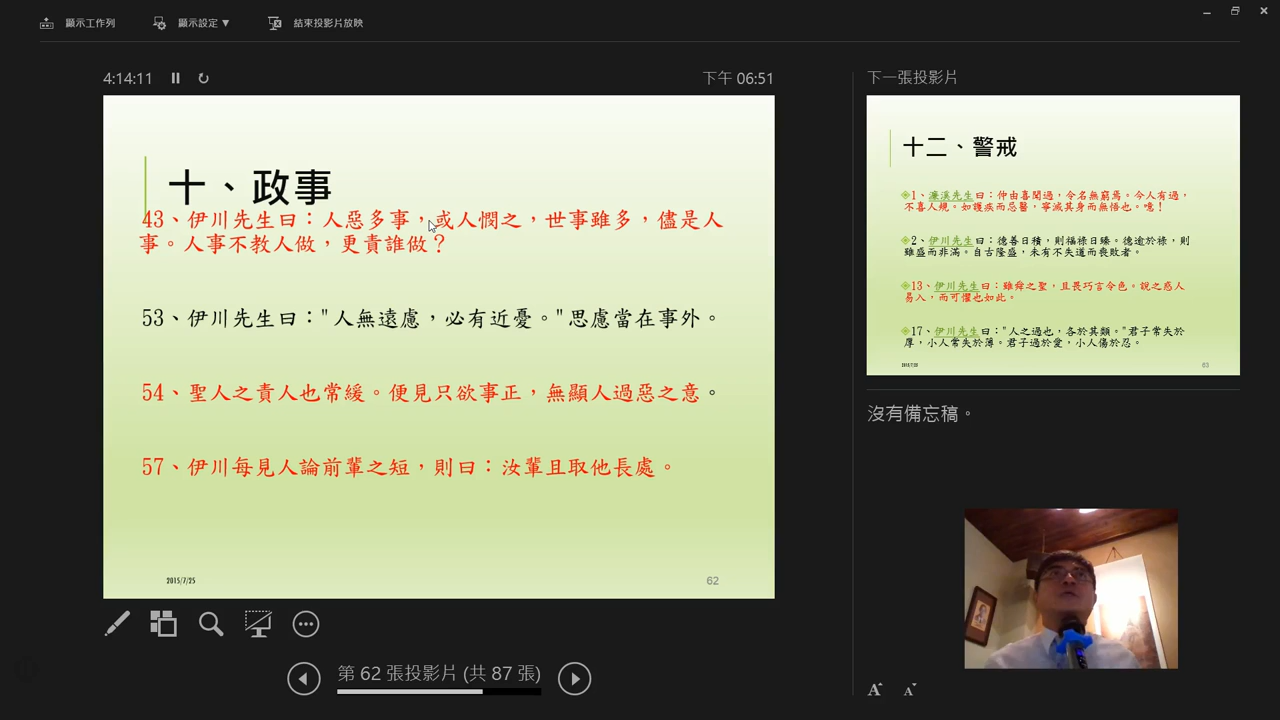 顯示工作列 顯示設定 ▼ 結束投影片放映
4:14:11 下午 06:51
十、政事
43、伊川先生曰：人惡多事，或人憫之，世事雖多，儘是人
事。人事不教人做，更責誰做？
53、伊川先生曰："人無遠慮，必有近憂。"思慮當在事外。
54、聖人之責人也常緩。便見只欲事正，無顯人過惡之意。
57、伊川每見人論前輩之短，則曰：汝輩且取他長處。
2015/7/25 62
第 62 張投影片 (共 87 張)
下一張投影片
十二、警戒
1、濂溪先生曰：仲由喜聞過，令名無窮焉。今人有過，
不喜人規。如護疾而忌醫，寧滅其身而無悟也。噫！
2、伊川先生曰：德善日積，則福祿日臻。德逾於祿，則
雖盛而非滿。自古隆盛，未有不失道而喪敗者。
13、伊川先生曰：雖舜之聖，且畏巧言令色。說之惑人
易入，而可懼也如此。
17、伊川先生曰："人之過也，各於其類。"君子常失於
厚，小人常失於薄。君子過於愛，小人傷於忍。
2015/7/25 63
沒有備忘稿。
A A